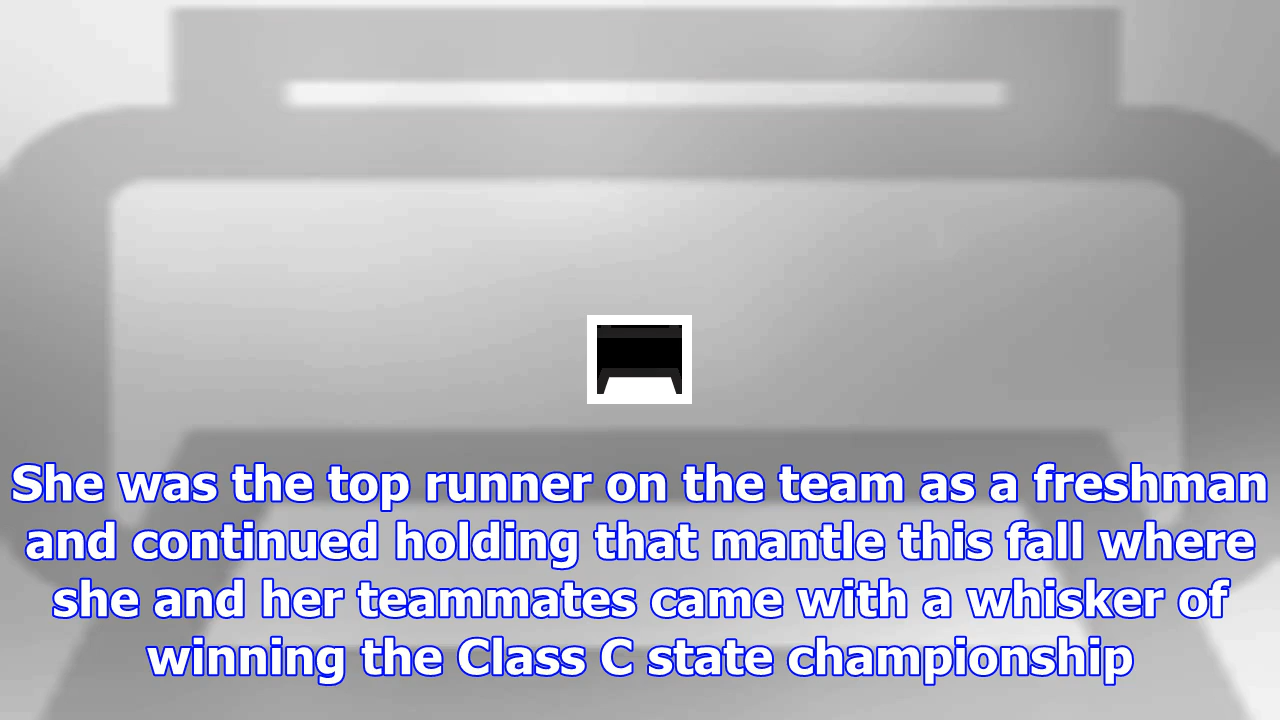 She was the top runner on the team as a freshman
and continued holding that mantle this fall where
she and her teammates came with a whisker of
winning the Class C state championship